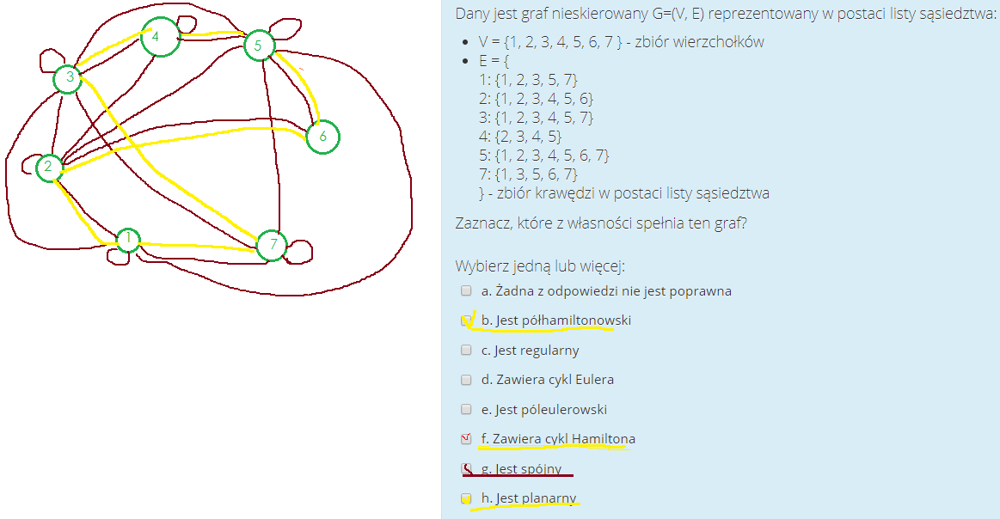 4
5
3
6
2
1
7
Dany jest graf nieskierowany G=(V, E) reprezentowany w postaci listy sąsiedztwa:
V = {1, 2, 3, 4, 5, 6, 7 } - zbiór wierzchołków
E = {
1: {1, 2, 3, 5, 7}
2: {1, 2, 3, 4, 5, 6}
3: {1, 2, 3, 4, 5, 7}
4: {2, 3, 4, 5}
5: {1, 2, 3, 4, 5, 6, 7}
7: {1, 3, 5, 6, 7}
} - zbiór krawędzi w postaci listy sąsiedztwa
Zaznacz, które z własności spełnia ten graf?
Wybierz jedną lub więcej:
a. Żadna z odpowiedzi nie jest poprawna
b. Jest półhamiltonowski
c. Jest regularny
d. Zawiera cykl Eulera
e. Jest póleulerowski
f. Zawiera cykl Hamiltona
g. Jest spójny
h. Jest planarny